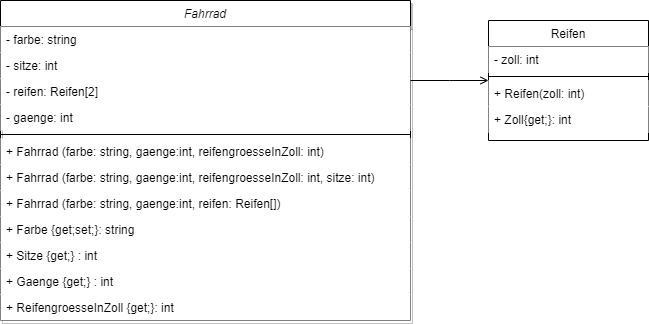 Fahrrad
- farbe: string
- sitze: int
- reifen: Reifen[2]
- gaenge: int
+ Fahrrad (farbe: string, gaenge:int, reifengroesseInZoll: int)
+ Fahrrad (farbe: string, gaenge:int, reifengroesseInZoll: int, sitze: int)
+ Fahrrad (farbe: string, gaenge:int, reifen: Reifen[])
+ Farbe {get;set;}: string
+ Sitze {get;} : int
+ Gaenge {get;} : int
+ ReifengroesseInZoll {get;}: int
Reifen
- zoll: int
+ Reifen(zoll: int)
+ Zoll{get;}: int